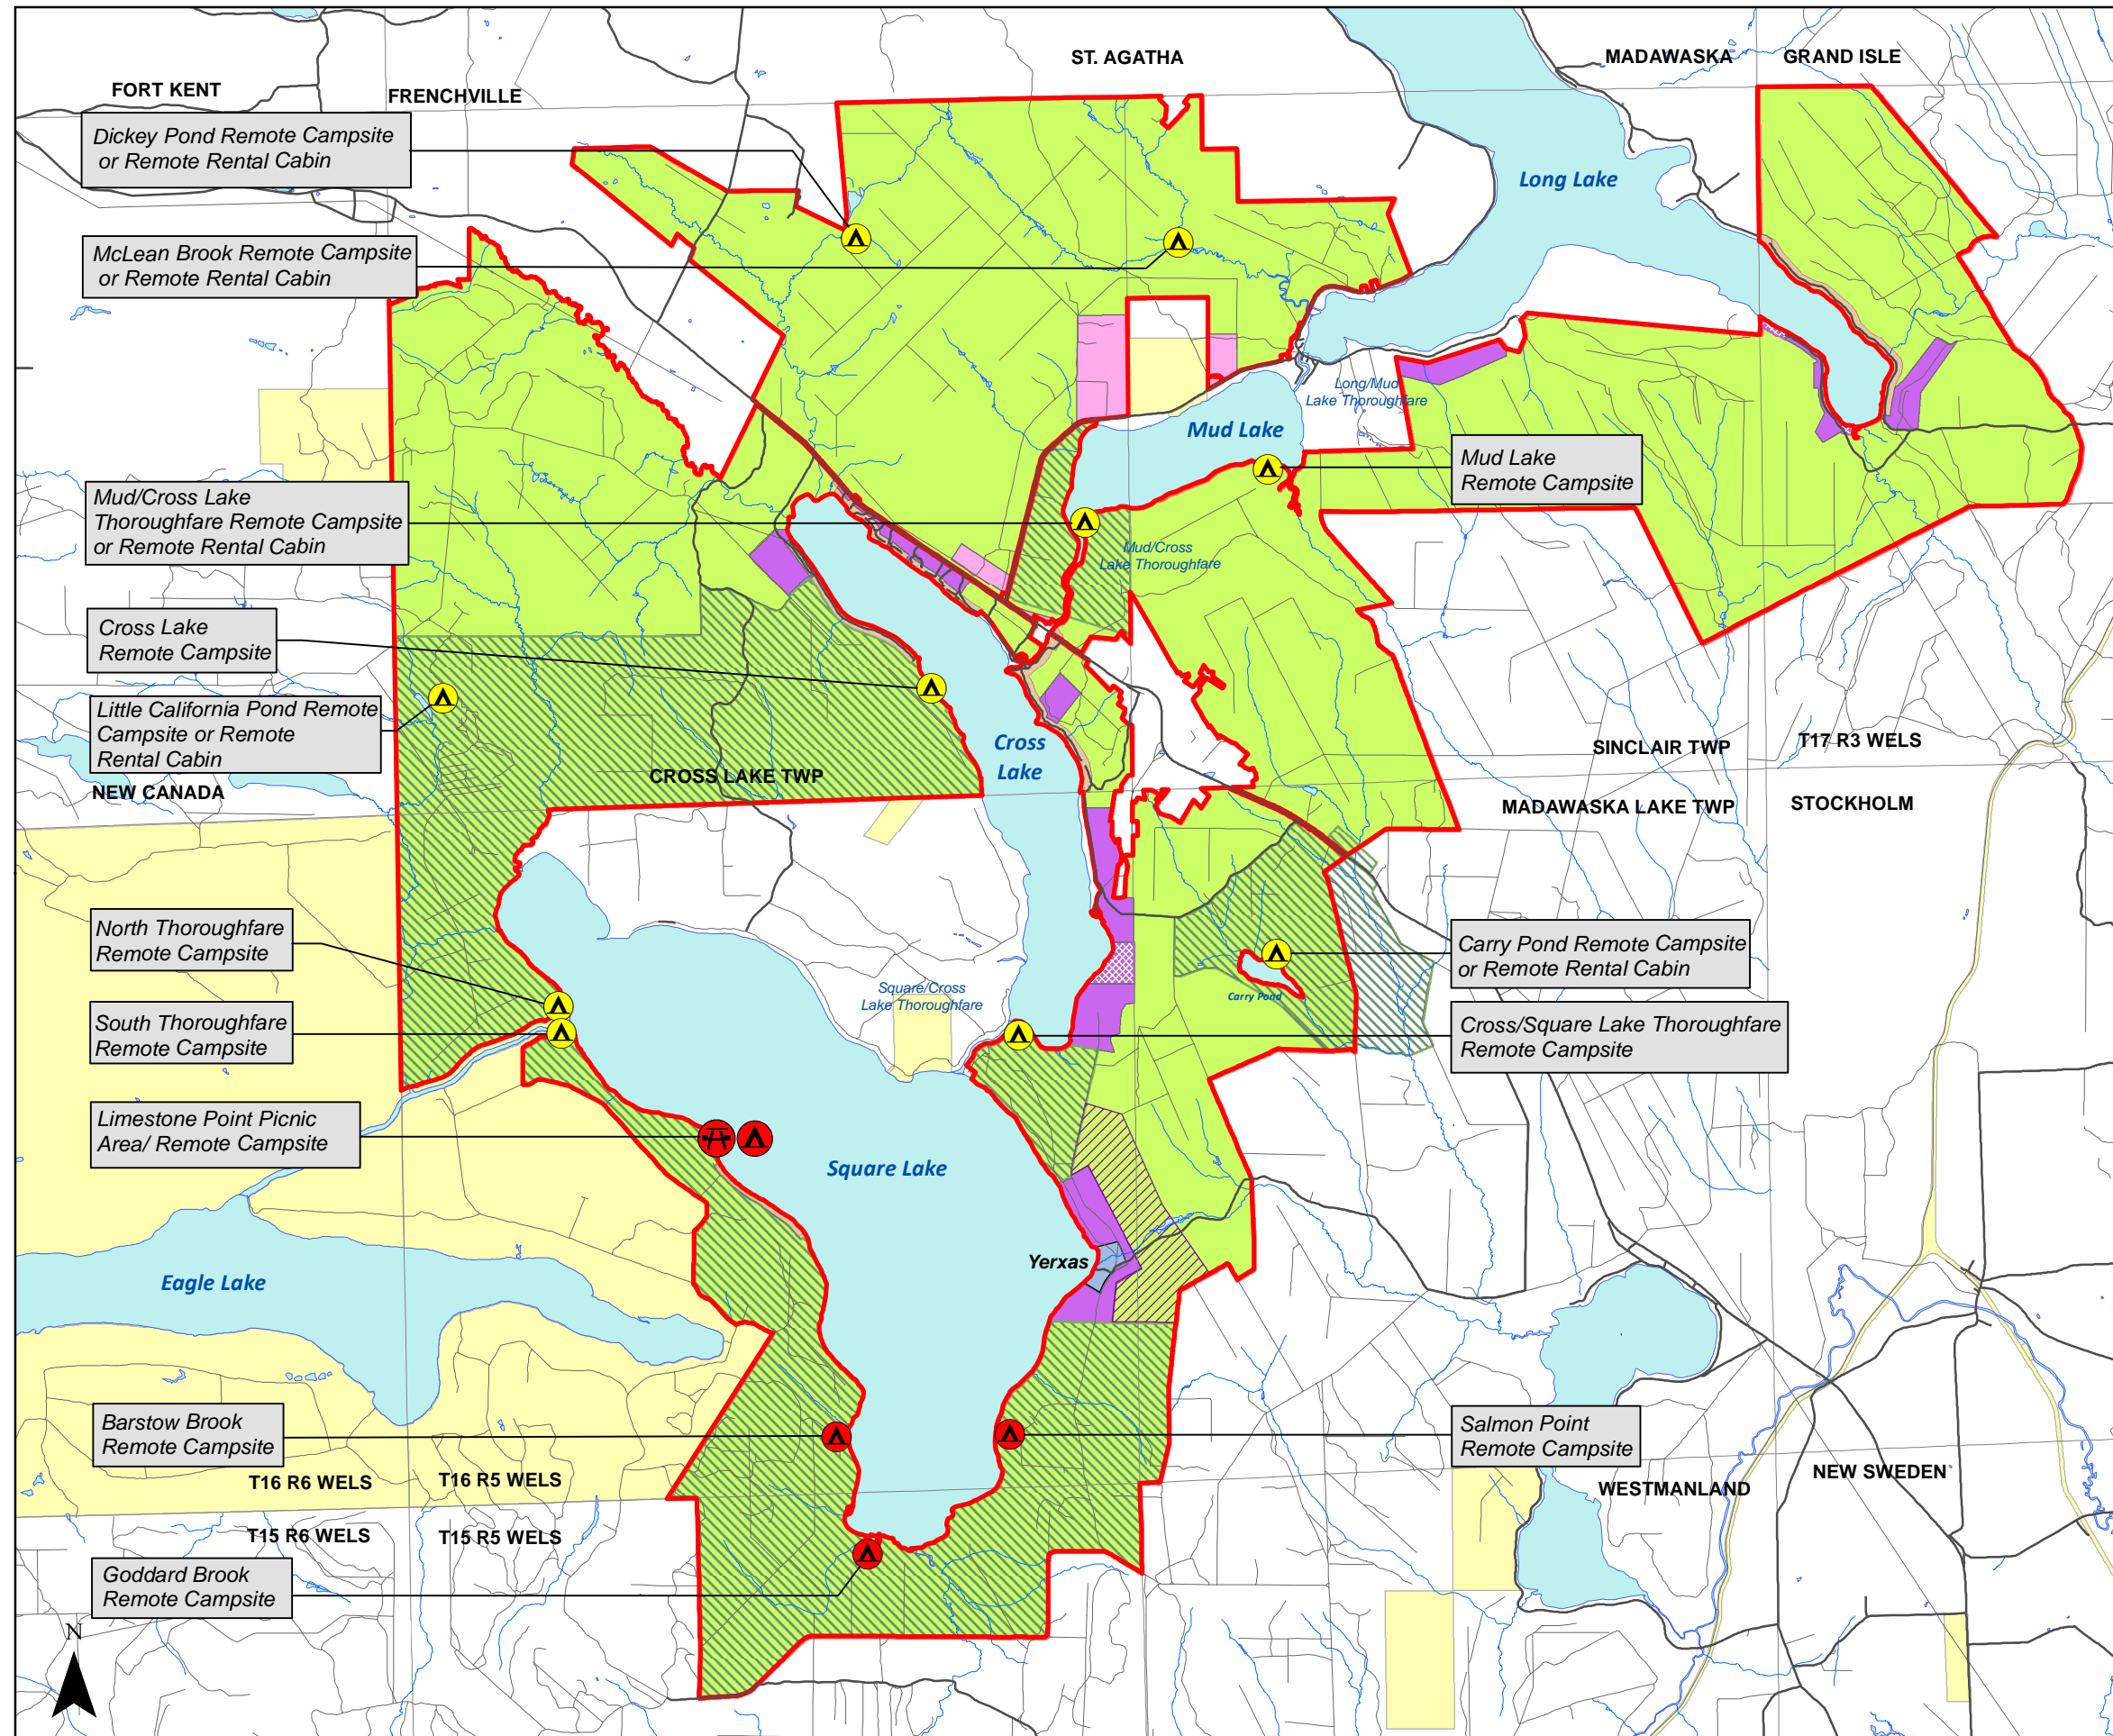 ST. AGATHA
MADAWASKA
GRAND ISLE
FORT KENT
FRENCHVILLE
Dickey Pond Remote Campsite
or Remote Rental Cabin
Long Lake
McLean Brook Remote Campsite
or Remote Rental Cabin
Long/Mud
Lake Thoroughfare
Mud Lake
Mud Lake
Remote Campsite
Mud/Cross Lake
Thoroughfare Remote Campsite
or Remote Rental Cabin
Mud/Cross
Lake Thoroughfare
Cross Lake
Remote Campsite
Little California Pond Remote
Campsite or Remote
Rental Cabin
Cross
Lake
SINCLAIR TWP
T17 R3 WELS
CROSS LAKE TWP
NEW CANADA
MADAWASKA LAKE TWP
STOCKHOLM
North Thoroughfare
Remote Campsite
Carry Pond Remote Campsite
or Remote Rental Cabin
Square/Cross
Lake Thoroughfare
Carry Pond
South Thoroughfare
Remote Campsite
Cross/Square Lake Thoroughfare
Remote Campsite
Limestone Point Picnic
Area/ Remote Campsite
Square Lake
Yerxas
Eagle Lake
Barstow Brook
Remote Campsite
Salmon Point
Remote Campsite
T16 R6 WELS
T16 R5 WELS
WESTMANLAND
NEW SWEDEN
T15 R6 WELS
T15 R5 WELS
Goddard Brook
Remote Campsite
N